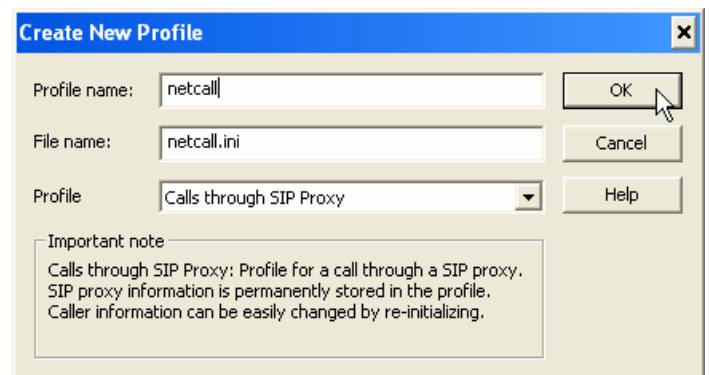 Create New Profile
Profile name: netcall OK
File name: netcall.ini Cancel
Profile Calls through SIP Proxy Help
Important note
Calls through SIP Proxy: Profile for a call through a SIP proxy.
SIP proxy information is permanently stored in the profile.
Caller information can be easily changed by re-initializing.